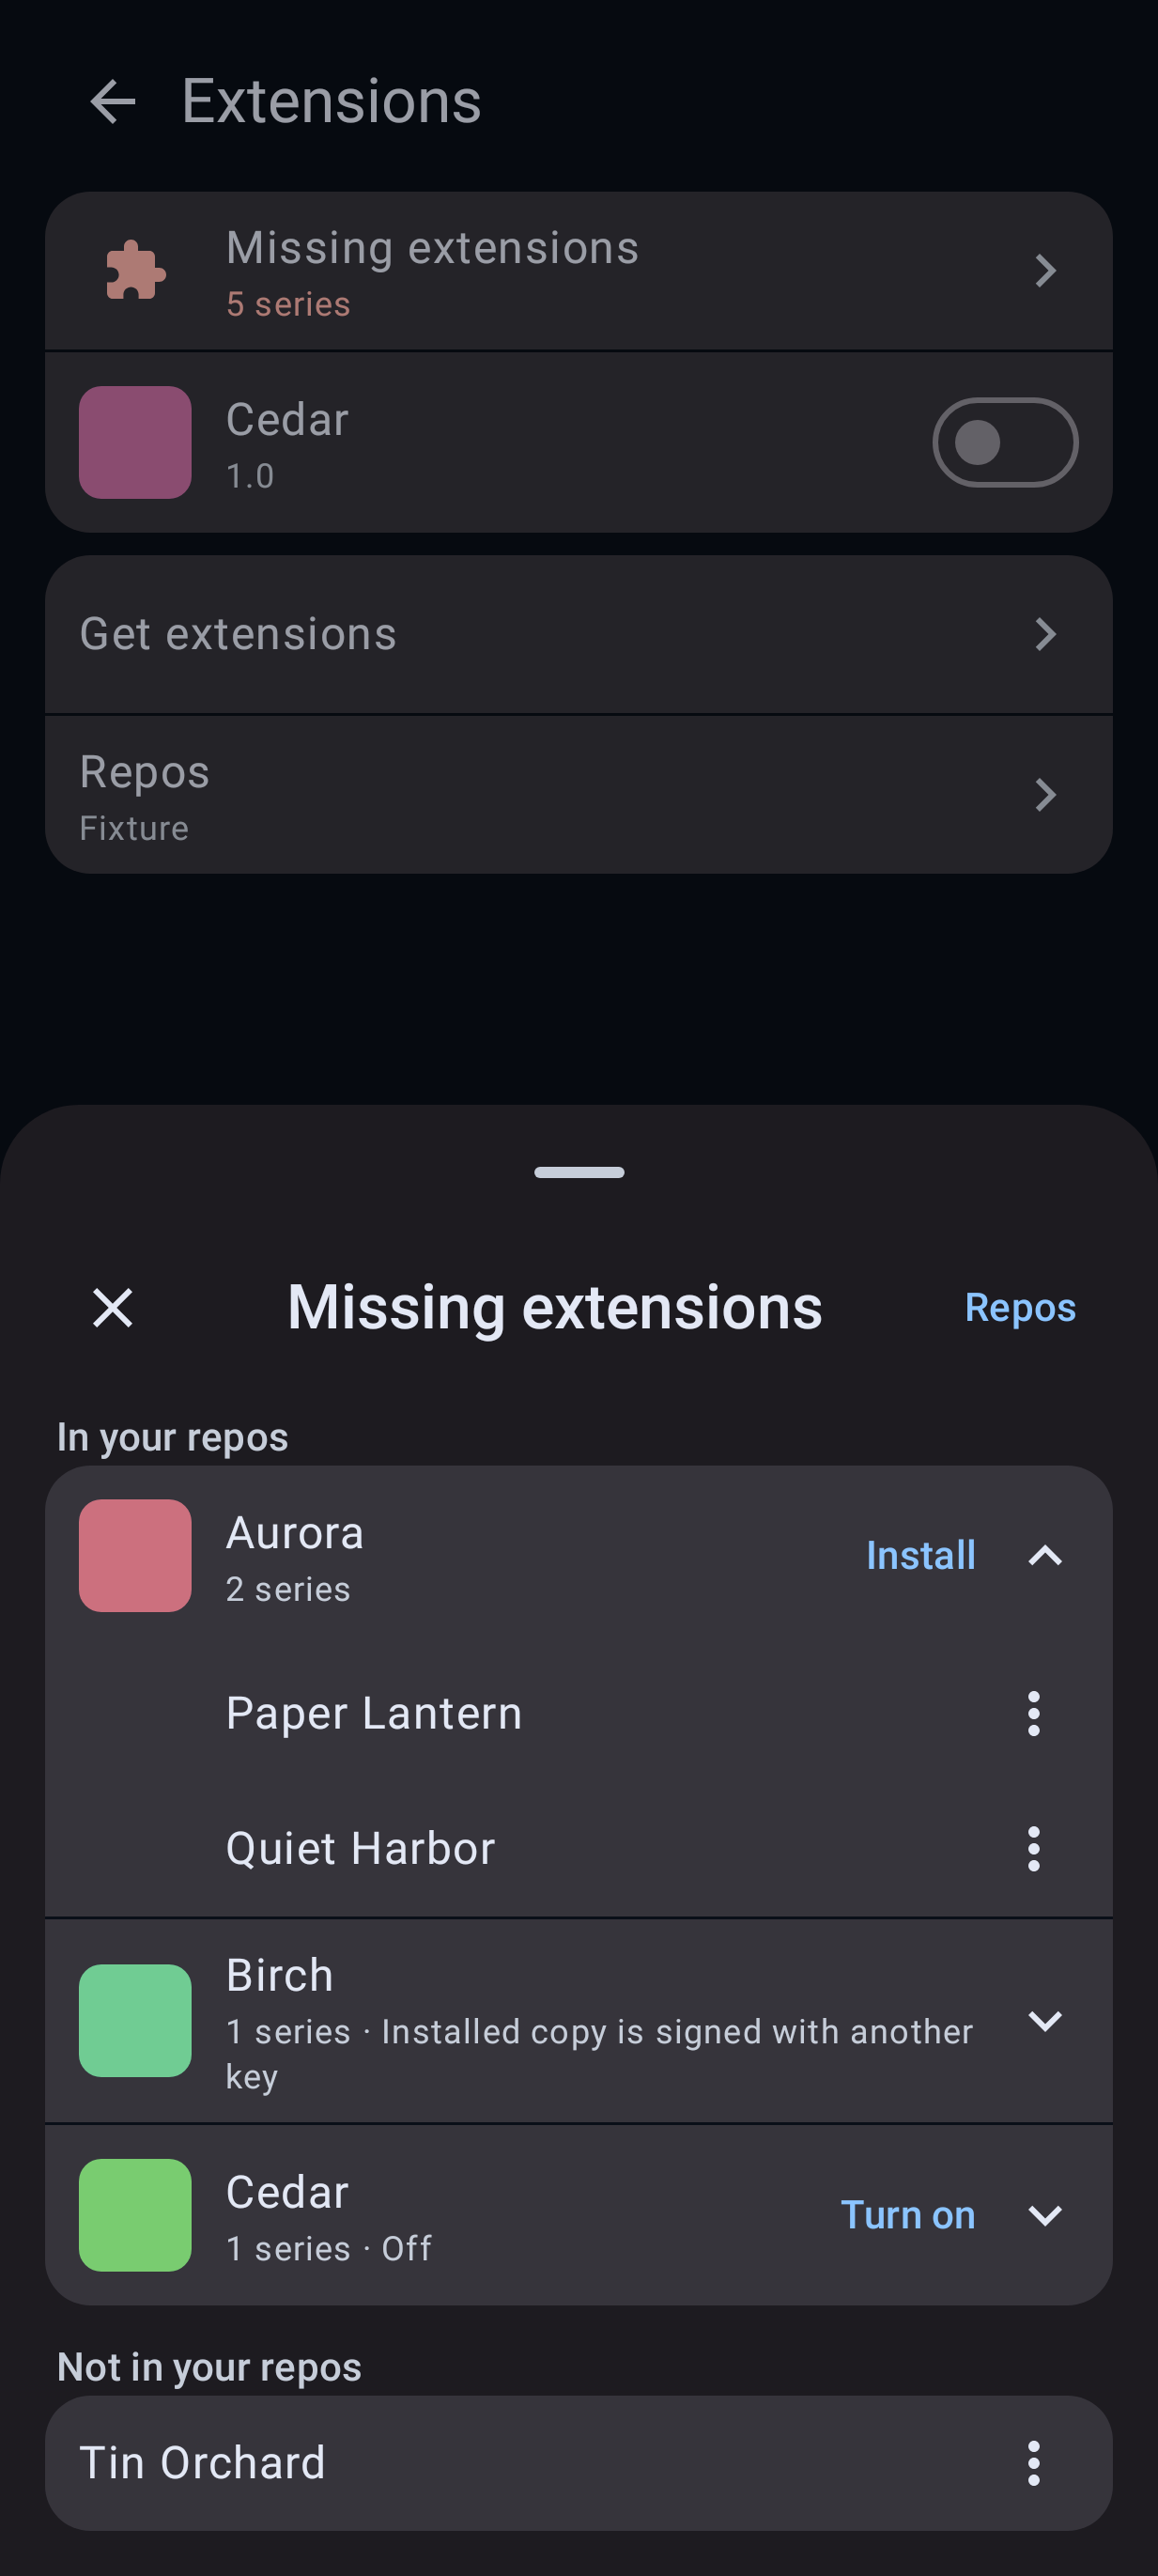 Extensions
Missing extensions
5 series
Cedar
1.0
Get extensions
Repos
Fixture
Missing extensions
Repos
In your repos
Aurora
2 series
Install
Paper Lantern
Quiet Harbor
Birch
1 series · Installed copy is signed with another
key
Cedar
1 series · Off
Turn on
Not in your repos
Tin Orchard